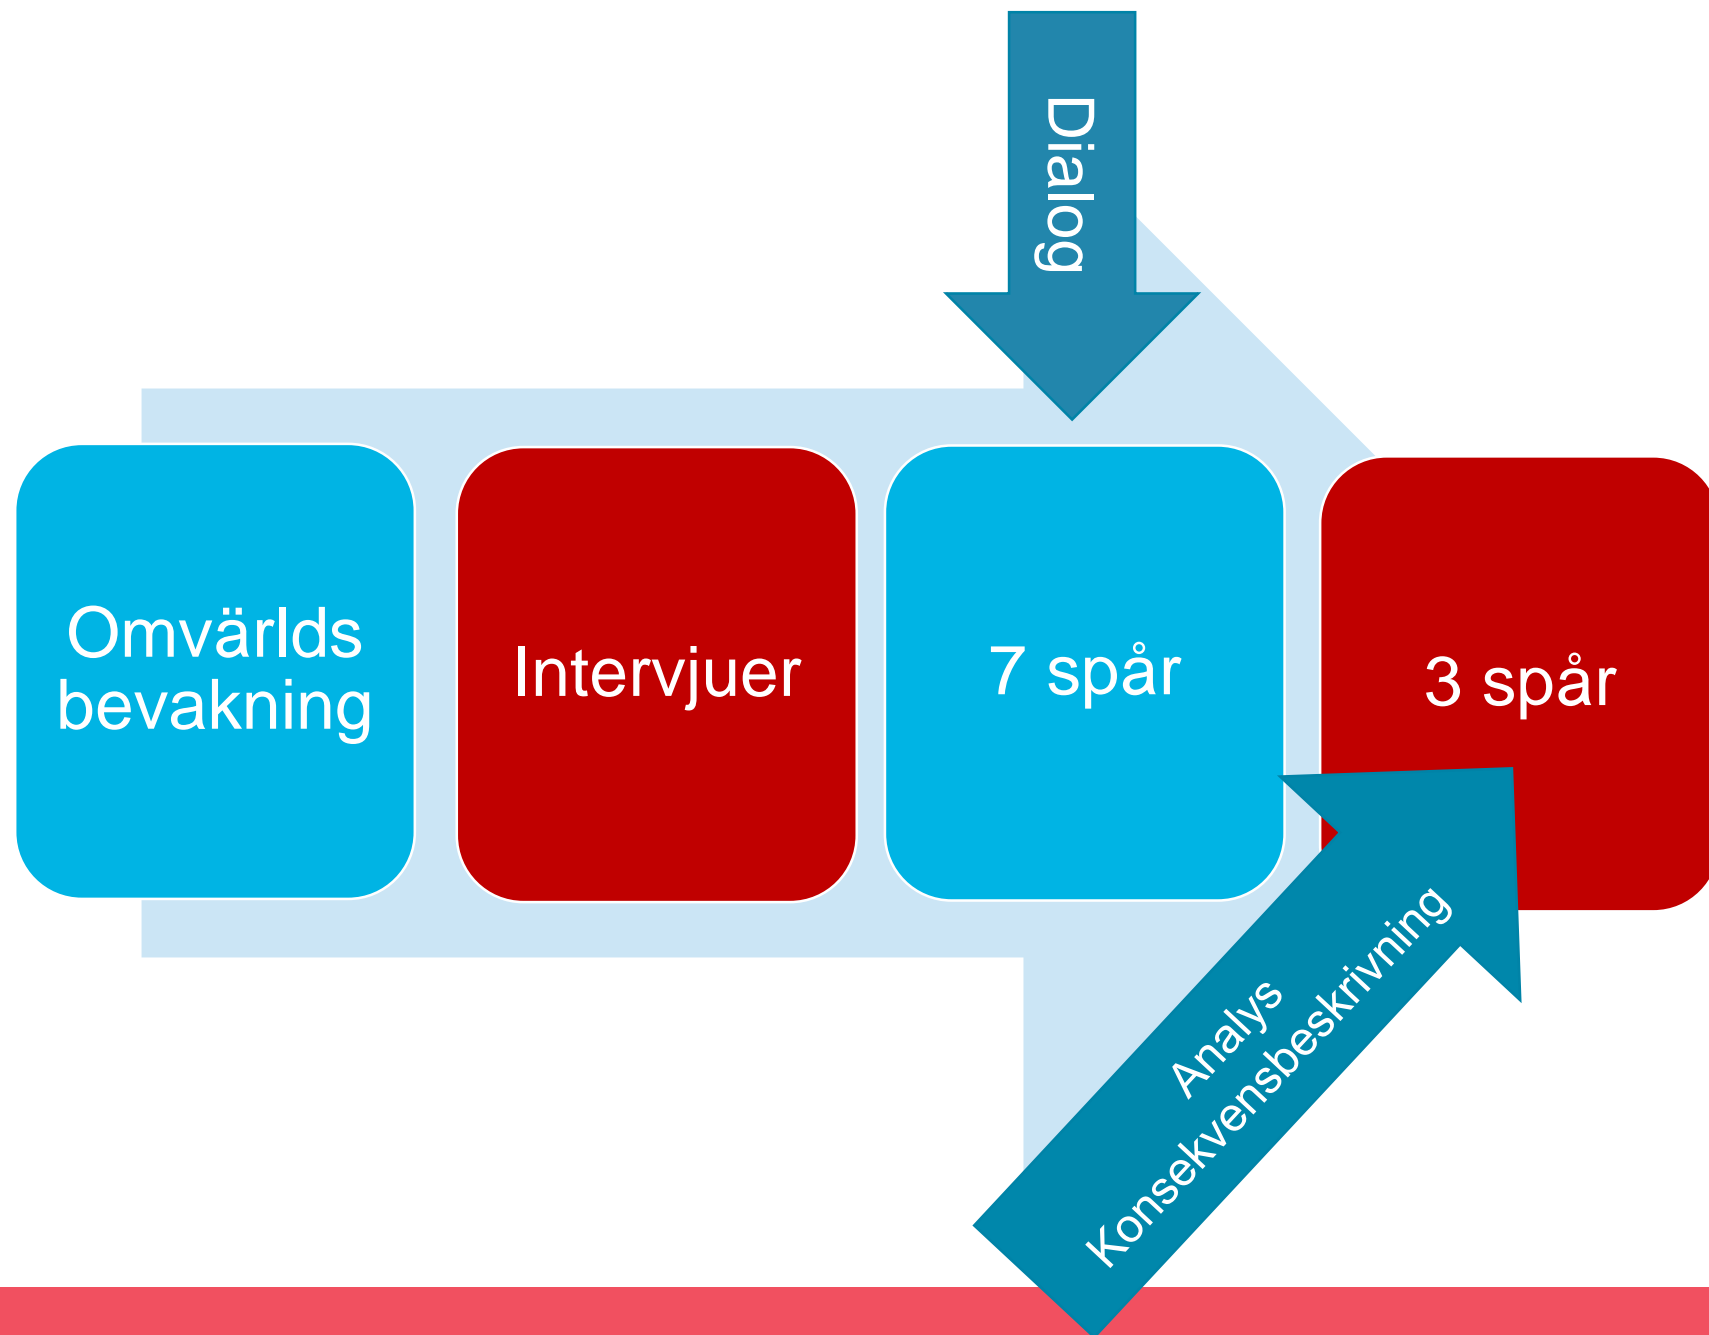 Dialog
Omvärlds
bevakning
Intervjuer
7 spår
3 spår
Analys
Konsekvensbeskrivning